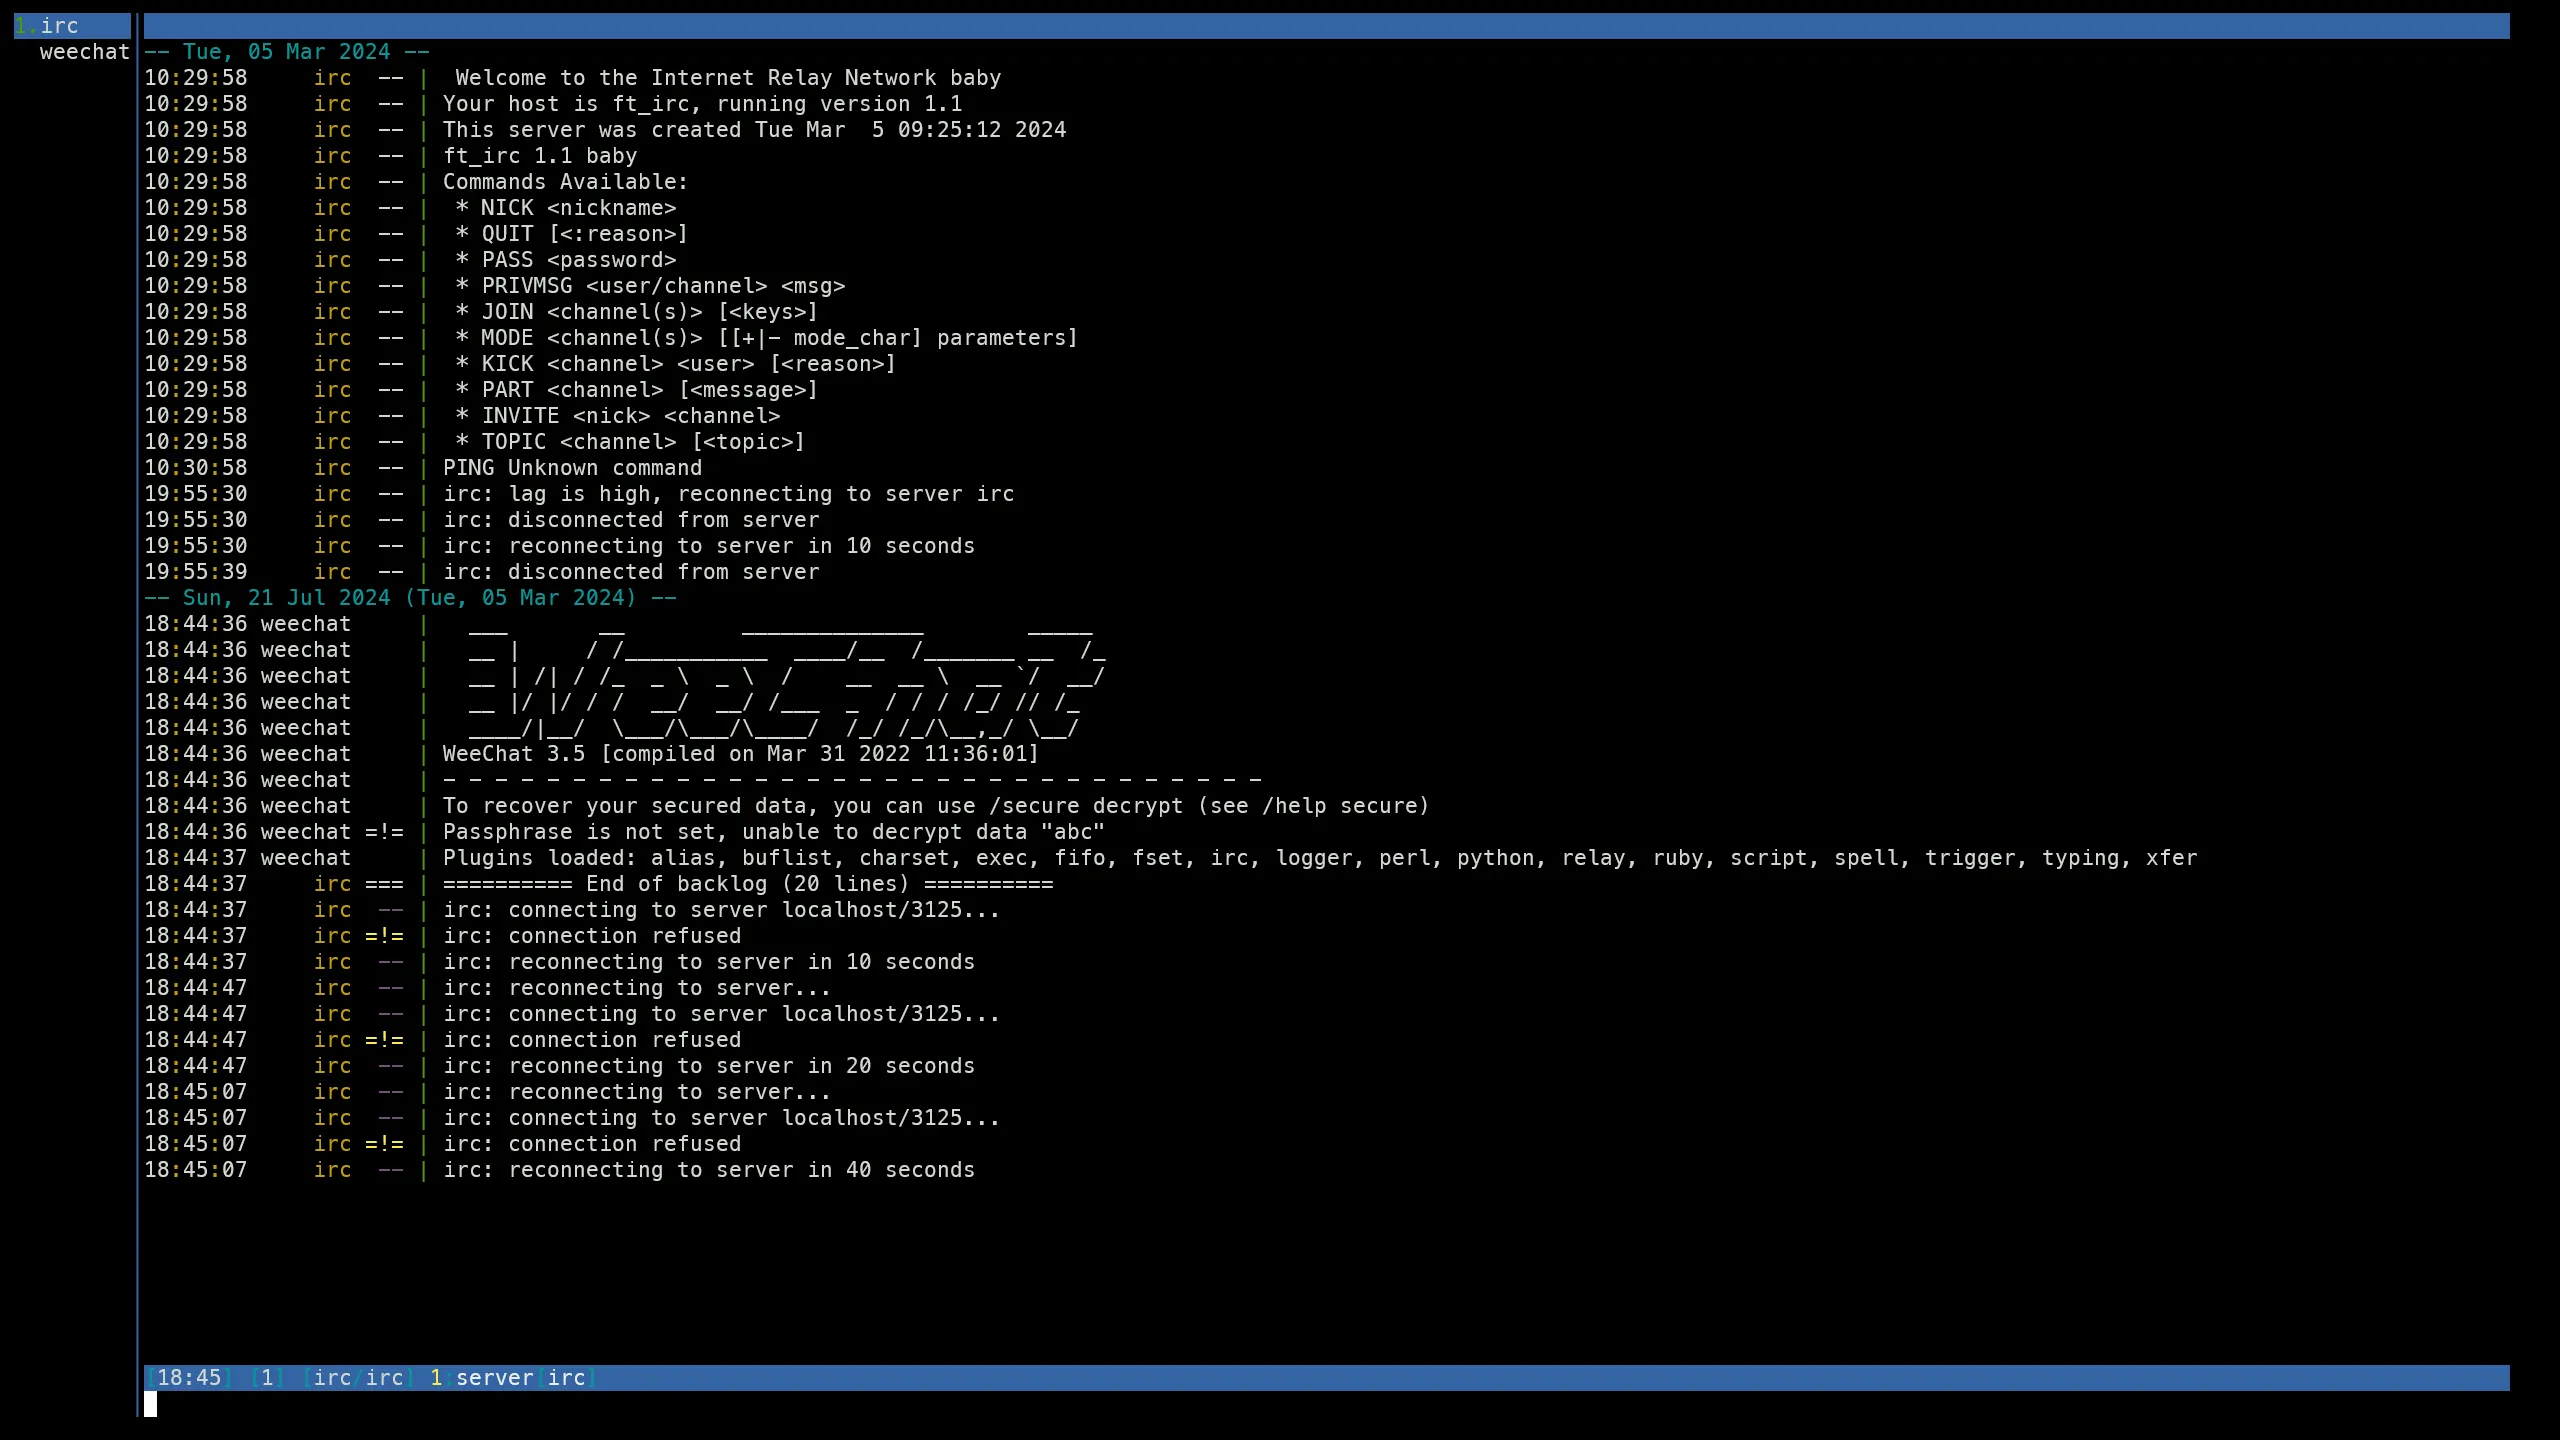 1.irc
weechat
-- Tue, 05 Mar 2024 --
10:29:58     irc  -- |  Welcome to the Internet Relay Network baby
10:29:58     irc  -- | Your host is ft_irc, running version 1.1
10:29:58     irc  -- | This server was created Tue Mar  5 09:25:12 2024
10:29:58     irc  -- | ft_irc 1.1 baby
10:29:58     irc  -- | Commands Available:
10:29:58     irc  -- |  * NICK <nickname>
10:29:58     irc  -- |  * QUIT [<:reason>]
10:29:58     irc  -- |  * PASS <password>
10:29:58     irc  -- |  * PRIVMSG <user/channel> <msg>
10:29:58     irc  -- |  * JOIN <channel(s)> [<keys>]
10:29:58     irc  -- |  * MODE <channel(s)> [[+|- mode_char] parameters]
10:29:58     irc  -- |  * KICK <channel> <user> [<reason>]
10:29:58     irc  -- |  * PART <channel> [<message>]
10:29:58     irc  -- |  * INVITE <nick> <channel>
10:29:58     irc  -- |  * TOPIC <channel> [<topic>]
10:30:58     irc  -- | PING Unknown command
19:55:30     irc  -- | irc: lag is high, reconnecting to server irc
19:55:30     irc  -- | irc: disconnected from server
19:55:30     irc  -- | irc: reconnecting to server in 10 seconds
19:55:39     irc  -- | irc: disconnected from server
-- Sun, 21 Jul 2024 (Tue, 05 Mar 2024) --
18:44:36 weechat     |   ___       __         ______________        _____
18:44:36 weechat     |   __ |     / /___________  ____/__  /_______ __  /_
18:44:36 weechat     |   __ | /| / /_  _ \  _ \  /    __  __ \  __ `/  __/
18:44:36 weechat     |   __ |/ |/ / /  __/  __/ /___  _  / / / /_/ // /_
18:44:36 weechat     |   ____/|__/  \___/\___/\____/  /_/ /_/\__,_/ \__/
18:44:36 weechat     | WeeChat 3.5 [compiled on Mar 31 2022 11:36:01]
18:44:36 weechat     | - - - - - - - - - - - - - - - - - - - - - - - - - - - - - - - -
18:44:36 weechat     | To recover your secured data, you can use /secure decrypt (see /help secure)
18:44:36 weechat =!= | Passphrase is not set, unable to decrypt data "abc"
18:44:37 weechat     | Plugins loaded: alias, buflist, charset, exec, fifo, fset, irc, logger, perl, python, relay, ruby, script, spell, trigger, typing, xfer
18:44:37     irc === | ========== End of backlog (20 lines) ==========
18:44:37     irc  -- | irc: connecting to server localhost/3125...
18:44:37     irc =!= | irc: connection refused
18:44:37     irc  -- | irc: reconnecting to server in 10 seconds
18:44:47     irc  -- | irc: reconnecting to server...
18:44:47     irc  -- | irc: connecting to server localhost/3125...
18:44:47     irc =!= | irc: connection refused
18:44:47     irc  -- | irc: reconnecting to server in 20 seconds
18:45:07     irc  -- | irc: reconnecting to server...
18:45:07     irc  -- | irc: connecting to server localhost/3125...
18:45:07     irc =!= | irc: connection refused
18:45:07     irc  -- | irc: reconnecting to server in 40 seconds
[18:45] [1] [irc/irc] 1:server[irc]